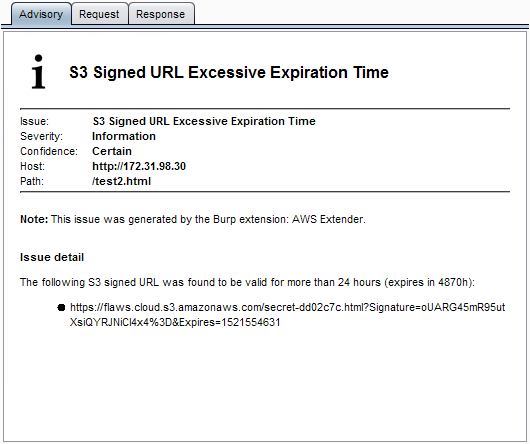 Advisory Request Response
S3 Signed URL Excessive Expiration Time
Issue: S3 Signed URL Excessive Expiration Time
Severity: Information
Confidence: Certain
Host: http://172.31.98.30
Path: /test2.html
Note: This issue was generated by the Burp extension: AWS Extender.
Issue detail
The following S3 signed URL was found to be valid for more than 24 hours (expires in 4870h):
https://flaws.cloud.s3.amazonaws.com/secret-dd02c7c.html?Signature=oUARG45mR95ut
XsiQYRJNiCl4x4%3D&Expires=1521554631